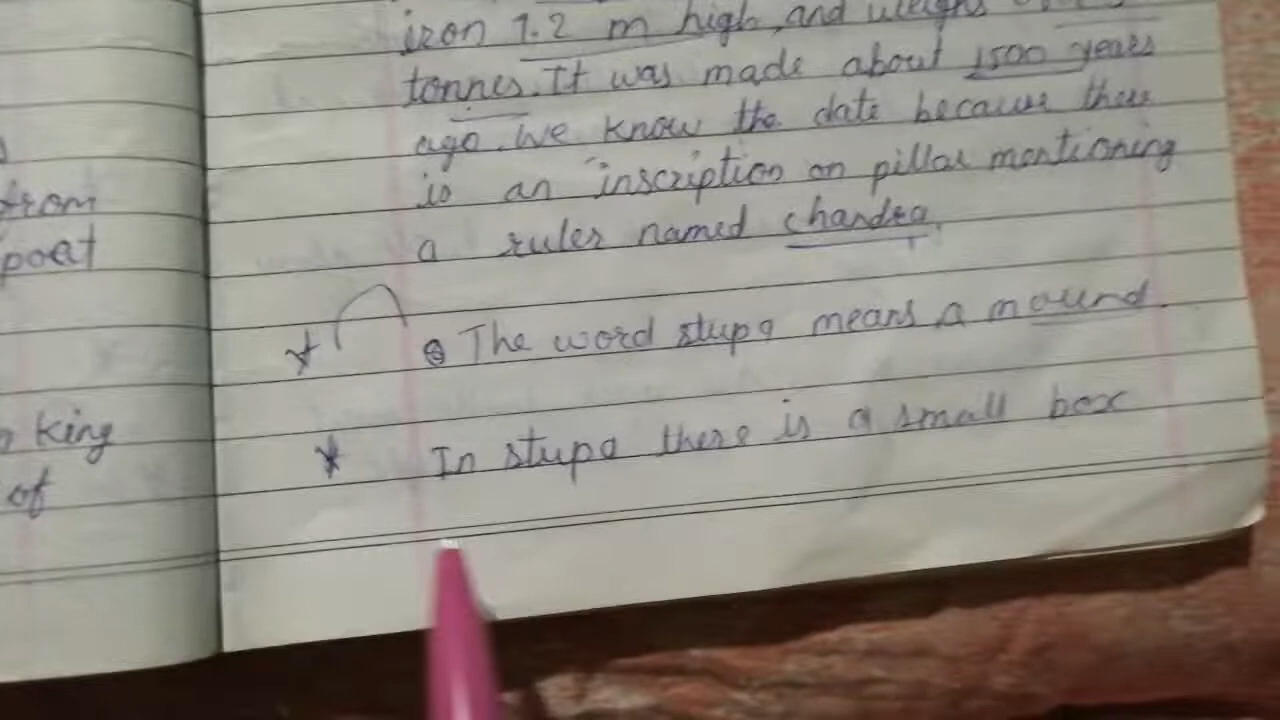 from
poet
King
of
iron 7.2 m high, and weighs
tonnes. It was made about 1500 years
ago. We know the date because there
is an inscription on pillar mentioning
a ruler named chandra.
The word stupa means a mound.
In stupa there is a small box